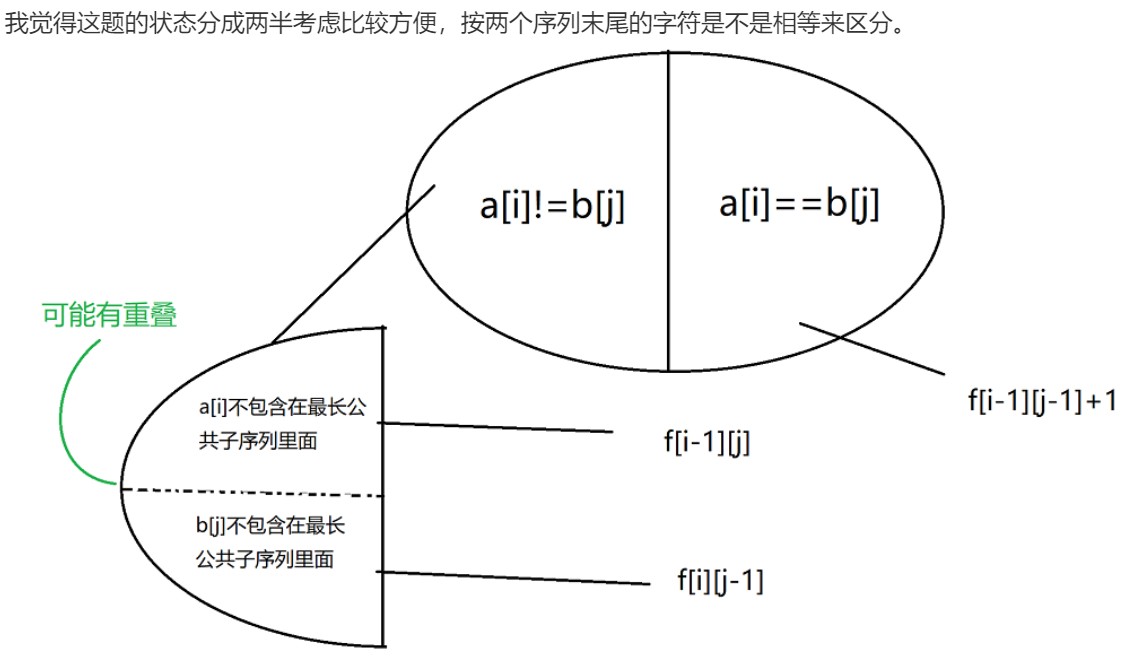 我觉得这题的状态分成两半考虑比较方便，按两个序列末尾的字符是不是相等来区分。
a[i]!=b[j]
a[i]==b[j]
可能有重叠
f[i-1][j-1]+1
a[i]不包含在最长公
共子序列里面
f[i-1][j]
b[j]不包含在最长
公共子序列里面
f[i][j-1]